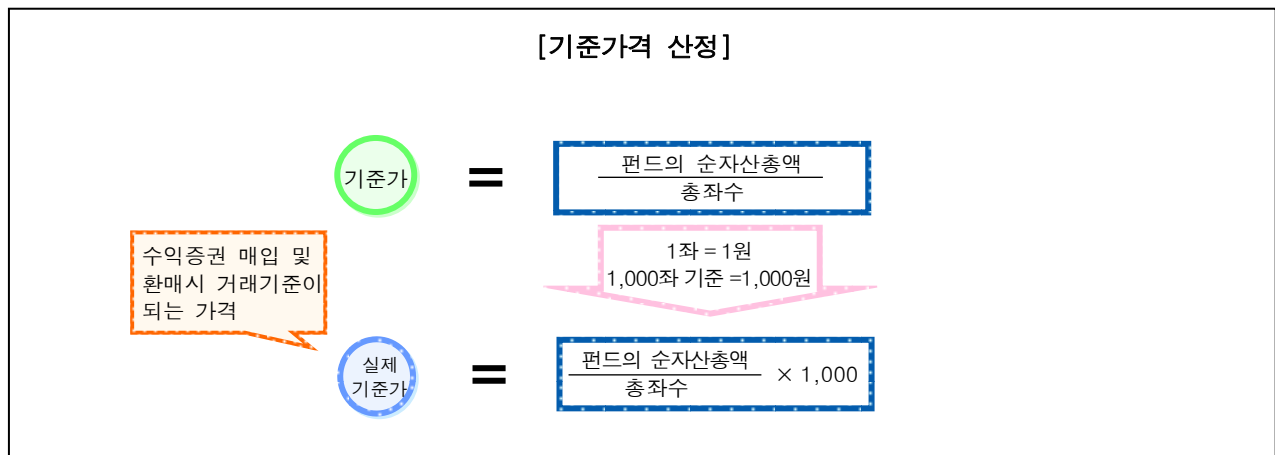 [기준가격 산정]
기준가
=
펀드의 순자산총액
총좌수
1좌 = 1원
1,000좌 기준 =1,000원
수익증권 매입 및
환매시 거래기준이
되는 가격
실제
기준가
=
펀드의 순자산총액
총좌수
× 1,000